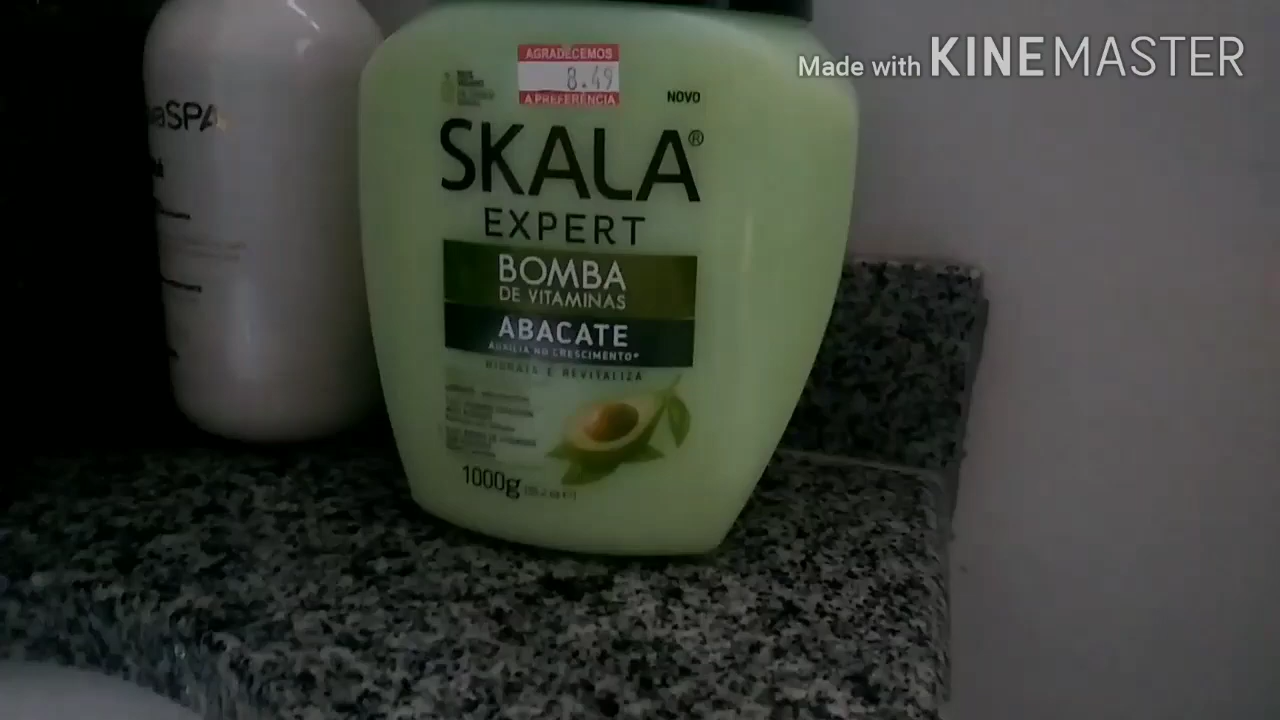 Made with KINEMASTER
AGRADECEMOS
8.49
A PREFERÊNCIA
NOVO
SKALA®
EXPERT
BOMBA
DE VITAMINAS
ABACATE
AUXILIA NO CRESCIMENTO*
HIDRATA E REVITALIZA
1000g
SPA